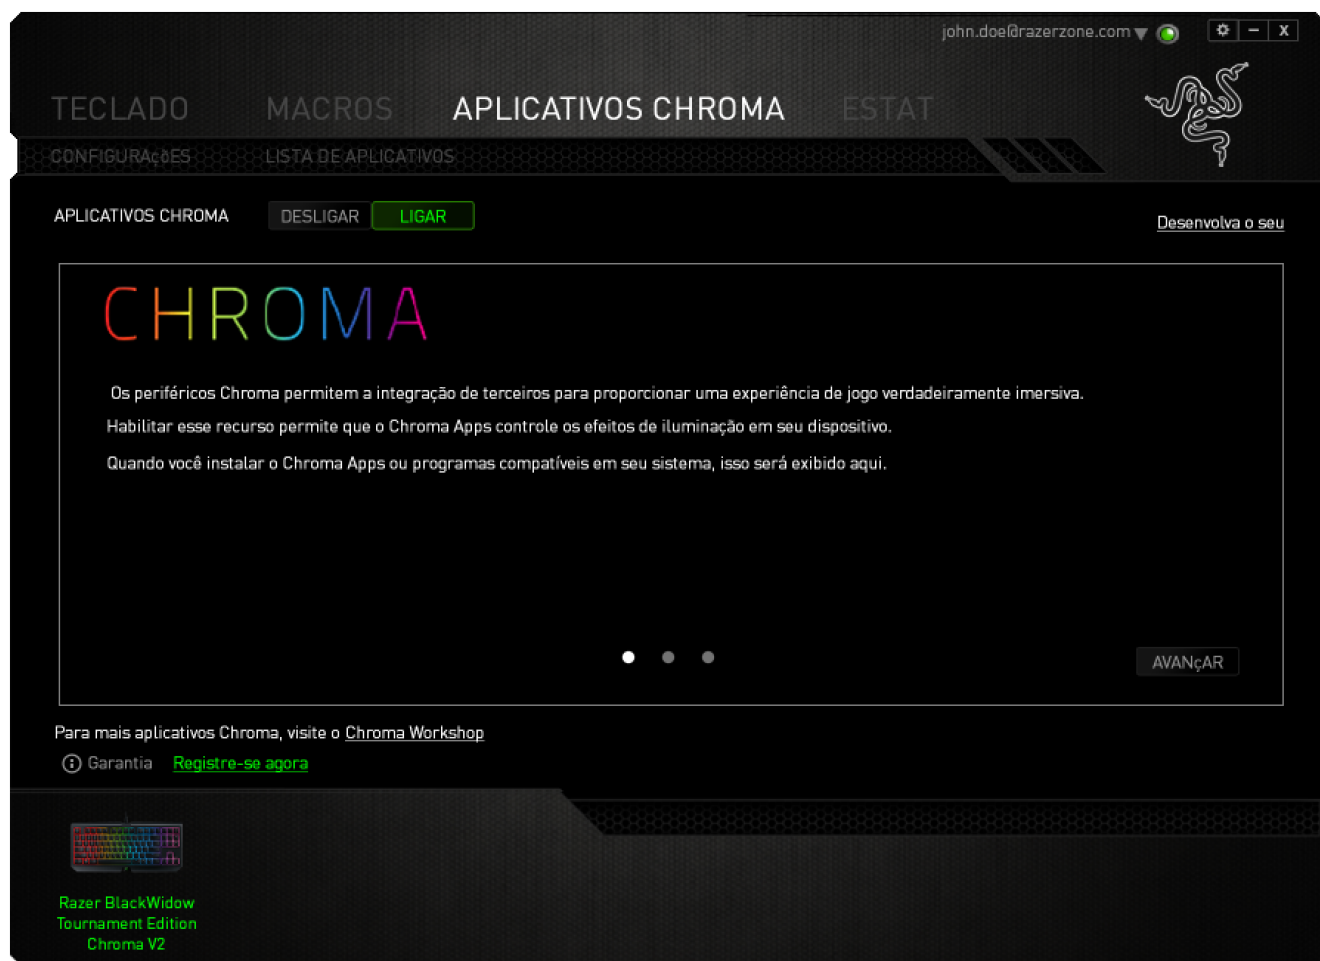 john.doe@razerzone.com
TECLADO MACROS APLICATIVOS CHROMA ESTAT
CONFIGURAçõES LISTA DE APLICATIVOS
APLICATIVOS CHROMA DESLIGAR LIGAR
Desenvolva o seu
CHROMA
Os periféricos Chroma permitem a integração de terceiros para proporcionar uma experiência de jogo verdadeiramente imersiva.
Habilitar esse recurso permite que o Chroma Apps controle os efeitos de iluminação em seu dispositivo.
Quando você instalar o Chroma Apps ou programas compatíveis em seu sistema, isso será exibido aqui.
AVANçAR
Para mais aplicativos Chroma, visite o Chroma Workshop
Garantia Registre-se agora
Razer BlackWidow
Tournament Edition
Chroma V2